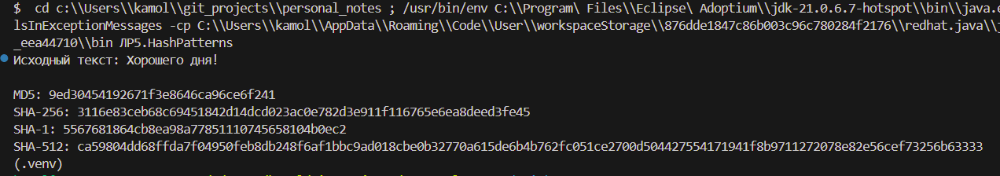 $  cd c:\\Users\\kamol\\git_projects\\personal_notes ; /usr/bin/env C:\\Program\ Files\\Eclipse\ Adoptium\\jdk-21.0.6.7-hotspot\\bin\\java.e
lsInExceptionMessages -cp C:\\Users\\kamol\\AppData\\Roaming\\Code\\User\\workspaceStorage\\876dde1847c86b003c96c780284f2176\\redhat.java\\j
_eea44710\\bin ЛР5.HashPatterns
Исходный текст: Хорошего дня!
MD5: 9ed30454192671f3e8646ca96ce6f241
SHA-256: 3116e83ceb68c69451842d14dcd023ac0e782d3e911f116765e6ea8deed3fe45
SHA-1: 5567681864cb8ea98a77851110745658104b0ec2
SHA-512: ca59804dd68ffda7f04950feb8db248f6af1bbc9ad018cbe0b32770a615de6b4b762fc051ce2700d504427554171941f8b9711272078e82e56cef73256b63333
(.venv)